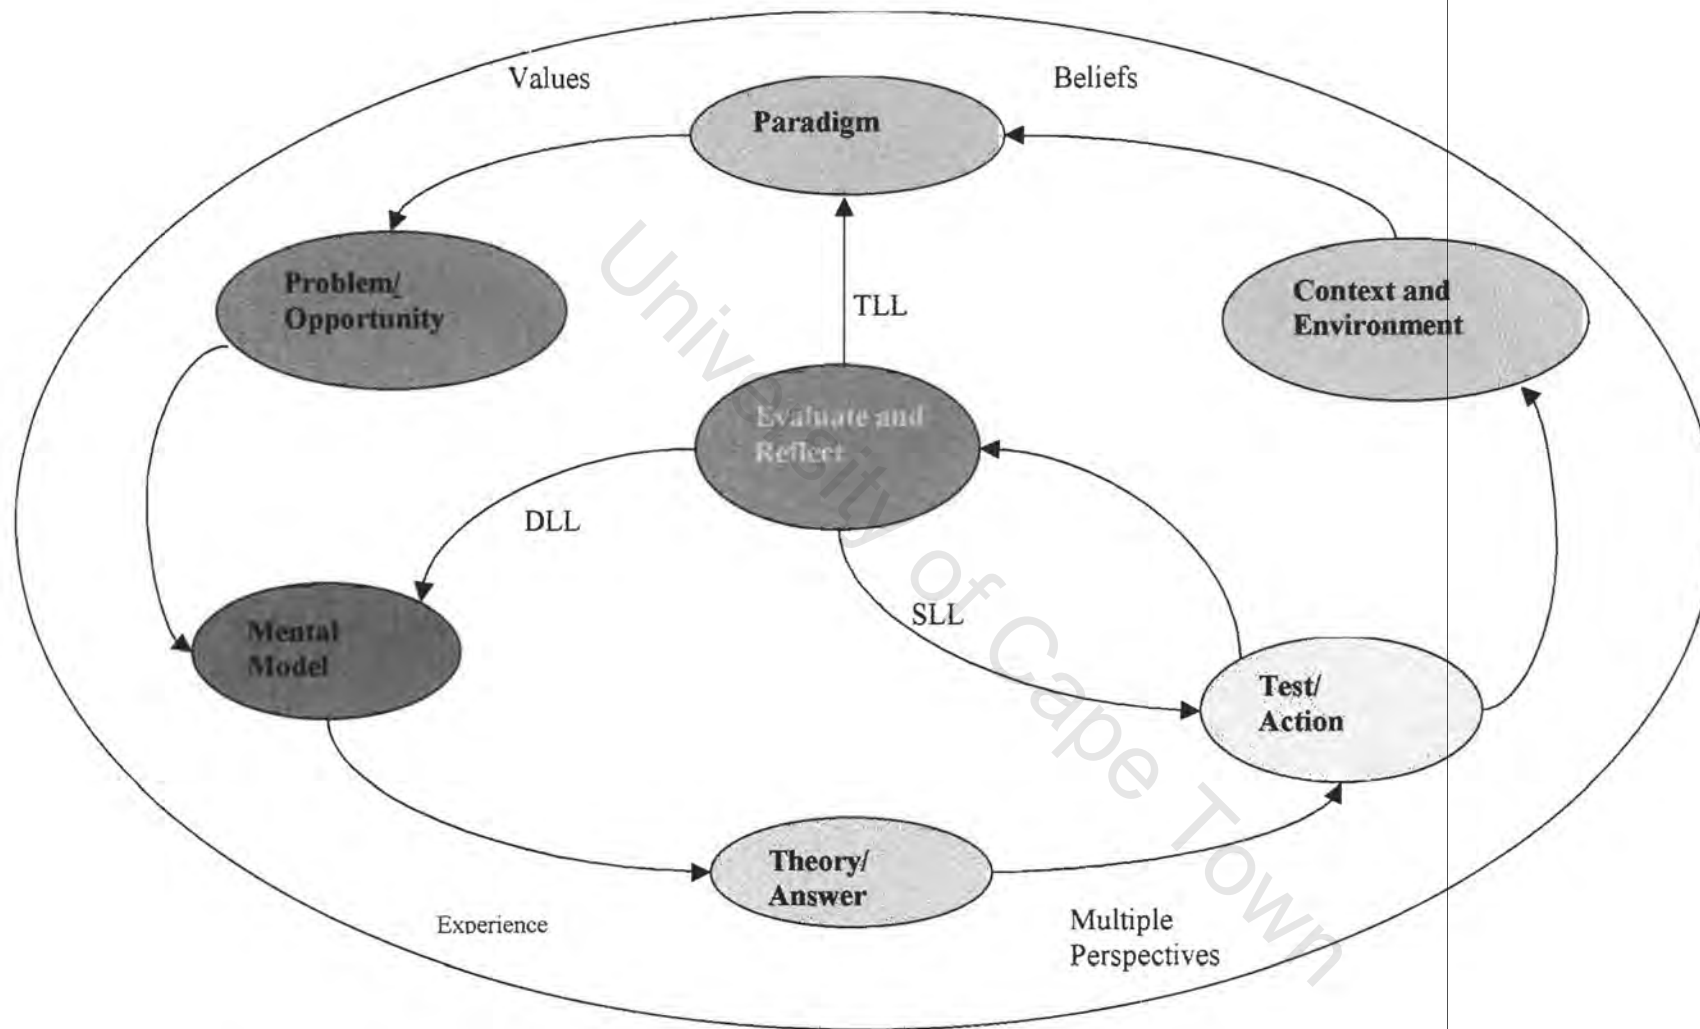 Values
Beliefs
Paradigm
Problem/
Opportunity
Context and
Environment
TLL
Evaluate and
Reflect
DLL
SLL
Mental
Model
Test/
Action
Theory/
Answer
Experience
Multiple
Perspectives
University of Cape Town